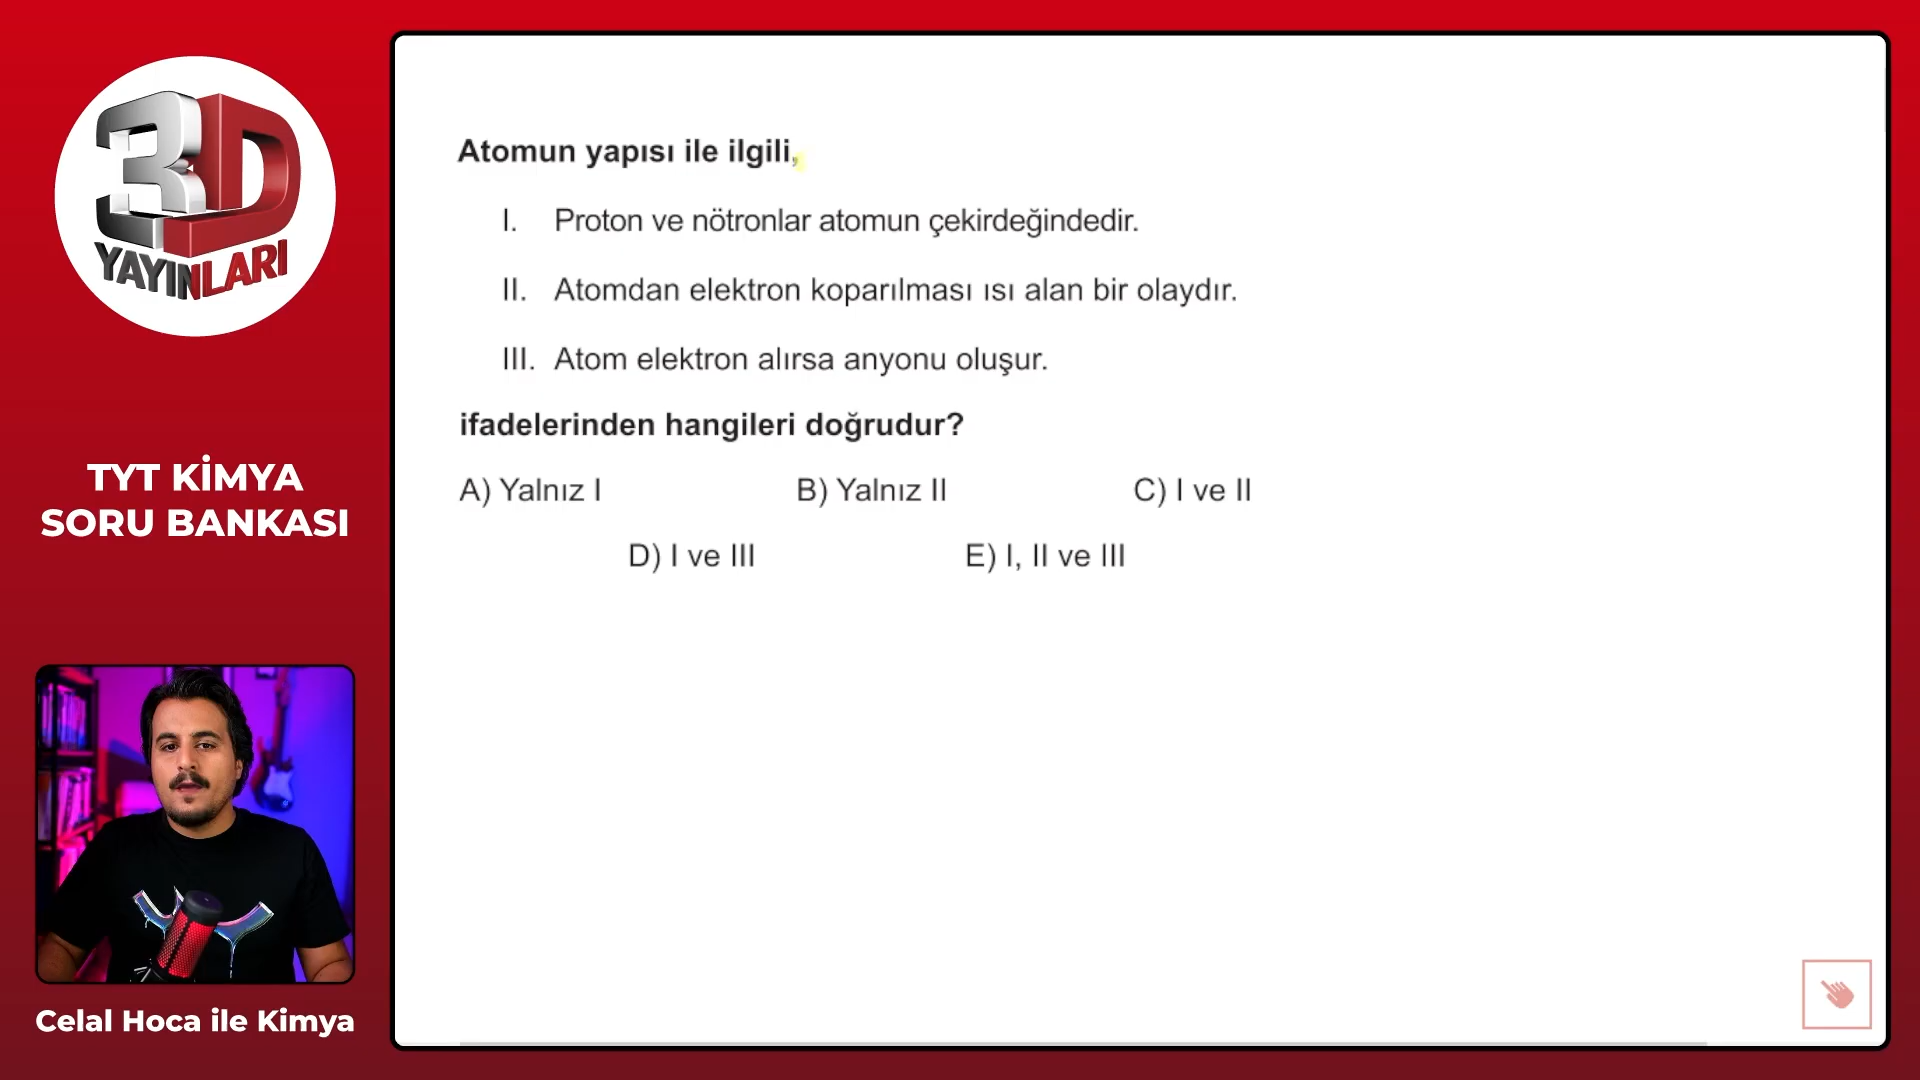 3D
YAYINLARI
TYT KİMYA
SORU BANKASI
Celal Hoca ile Kimya
Atomun yapısı ile ilgili,
I. Proton ve nötronlar atomun çekirdeğindedir.
II. Atomdan elektron koparılması ısı alan bir olaydır.
III. Atom elektron alırsa anyonu oluşur.
ifadelerinden hangileri doğrudur?
A) Yalnız I B) Yalnız II C) I ve II
D) I ve III E) I, II ve III